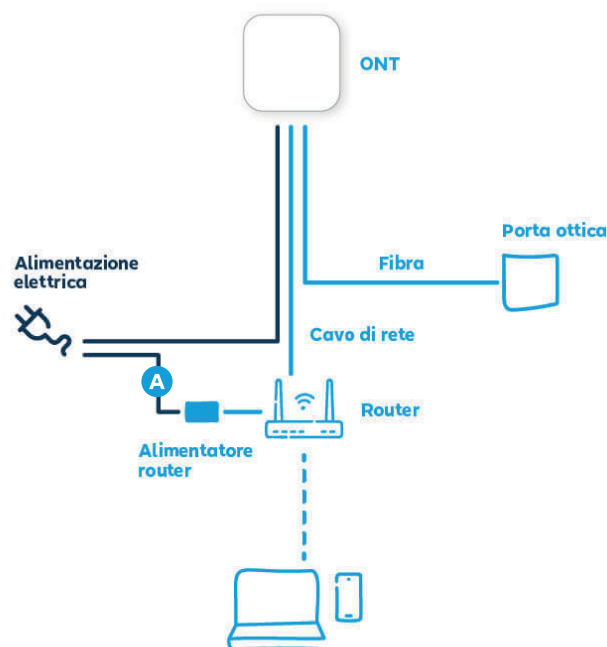 ONT
Porta ottica
Fibra
Alimentazione
elettrica
Cavo di rete
A
Router
Alimentatore
router